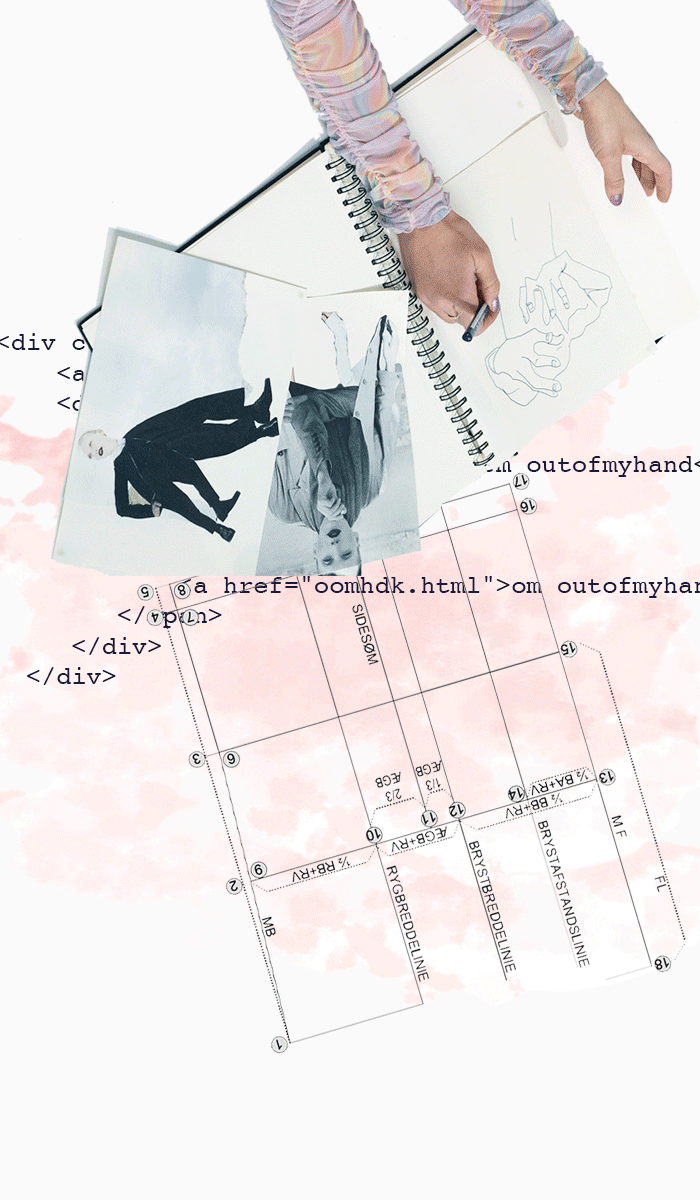 <div c
<a
<d
m outofmyhand<
a href="oomhdk.html">om outofmyhan
</ pan>
</div>
</div>
17
16
5
8
4
7
SIDESØM
15
3
6
2/3
ÆGB
1/3
ÆGB
½ BA+RV
13
14
½ BB+RV
12
11
10
ÆGB+RV
½ RB+RV
9
2
MF
BRYSTAFSTANDSLINIE
BRYSTBREDDELINIE
RYGBREDDELINIE
FL
MB
18
1